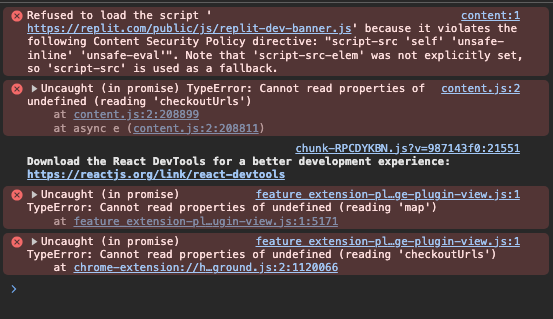 Refused to load the script ' content:1
https://replit.com/public/js/replit-dev-banner.js' because it violates the
following Content Security Policy directive: "script-src 'self' 'unsafe-
inline' 'unsafe-eval'". Note that 'script-src-elem' was not explicitly set,
so 'script-src' is used as a fallback.
Uncaught (in promise) TypeError: Cannot read properties of content.js:2
undefined (reading 'checkoutUrls')
at content.js:2:208899
at async e (content.js:2:208811)
chunk-RPCDYKBN.js?v=987143f0:21551
Download the React DevTools for a better development experience:
https://reactjs.org/link/react-devtools
Uncaught (in promise) feature extension-pl…ge-plugin-view.js:1
TypeError: Cannot read properties of undefined (reading 'map')
at feature extension-pl…ugin-view.js:1:5171
Uncaught (in promise) feature extension-pl…ge-plugin-view.js:1
TypeError: Cannot read properties of undefined (reading 'checkoutUrls')
at chrome-extension://h…ground.js:2:1120066